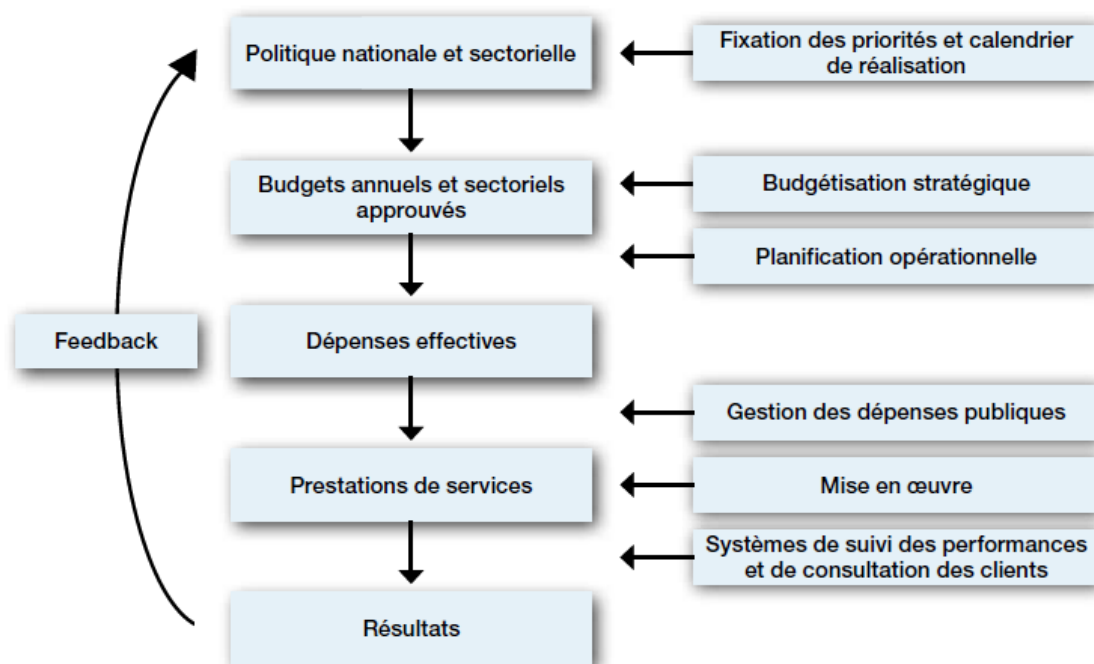 Politique nationale et sectorielle
Fixation des priorités et calendrier
de réalisation
Budgets annuels et sectoriels
approuvés
Budgétisation stratégique
Planification opérationnelle
Feedback
Dépenses effectives
Gestion des dépenses publiques
Prestations de services
Mise en œuvre
Systèmes de suivi des performances
et de consultation des clients
Résultats